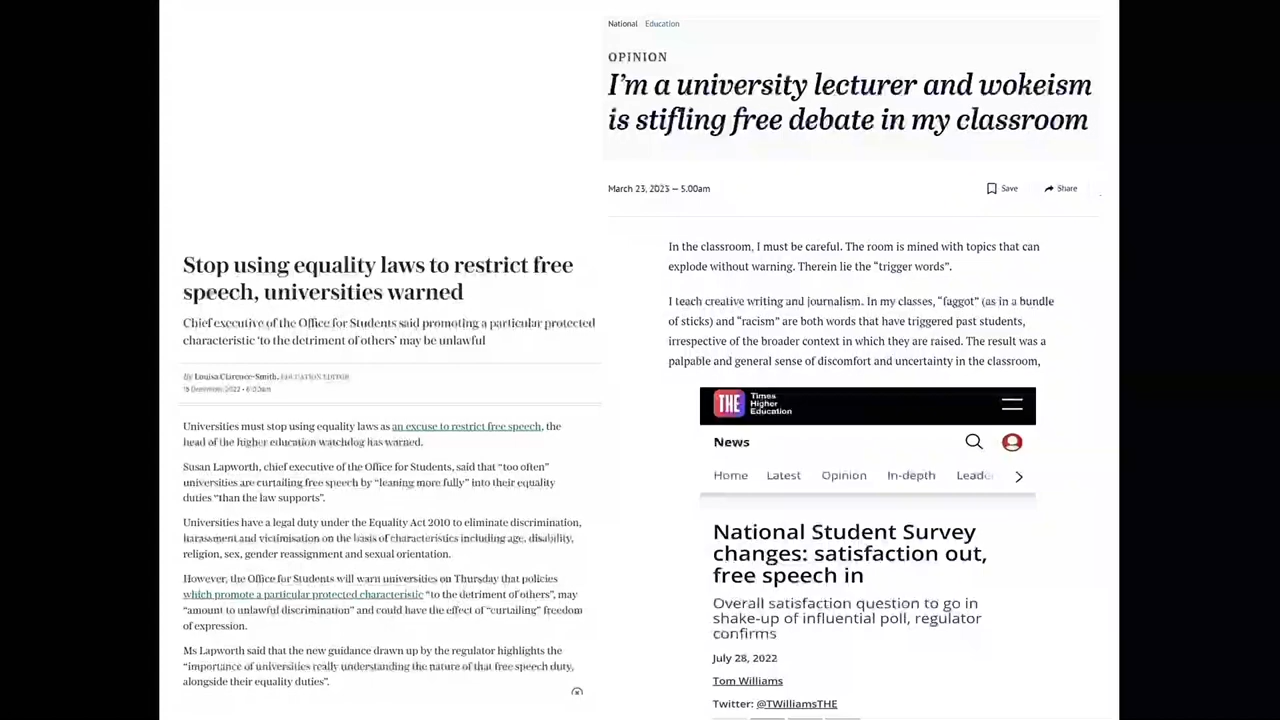 Stop using equality laws to restrict free
speech, universities warned
Chief executive of the Office for Students said promoting a particular protected
characteristic ‘to the detriment of others’ may be unlawful
By Louisa Clarence-Smith, EDUCATION EDITOR
15 December 2022 • 6:00am
Universities must stop using equality laws as an excuse to restrict free speech, the
head of the higher education watchdog has warned.
Susan Lapworth, chief executive of the Office for Students, said that “too often”
universities are curtailing free speech by “leaning more fully” into their equality
duties “than the law supports”.
Universities have a legal duty under the Equality Act 2010 to eliminate discrimination,
harassment and victimisation on the basis of characteristics including age, disability,
religion, sex, gender reassignment and sexual orientation.
However, the Office for Students will warn universities on Thursday that policies
which promote a particular protected characteristic “to the detriment of others”, may
“amount to unlawful discrimination” and could have the effect of “curtailing” freedom
of expression.
Ms Lapworth said that the new guidance drawn up by the regulator highlights the
“importance of universities really understanding the nature of that free speech duty,
alongside their equality duties”.
National Education
OPINION
I’m a university lecturer and wokeism
is stifling free debate in my classroom
March 23, 2023 — 5.00am
Save Share
In the classroom, I must be careful. The room is mined with topics that can
explode without warning. Therein lie the “trigger words”.
I teach creative writing and journalism. In my classes, “faggot” (as in a bundle
of sticks) and “racism” are both words that have triggered past students,
irrespective of the broader context in which they are raised. The result was a
palpable and general sense of discomfort and uncertainty in the classroom,
THE Times
Higher
Education
News
Home Latest Opinion In-depth Leade
National Student Survey
changes: satisfaction out,
free speech in
Overall satisfaction question to go in
shake-up of influential poll, regulator
confirms
July 28, 2022
Tom Williams
Twitter: @TWilliamsTHE